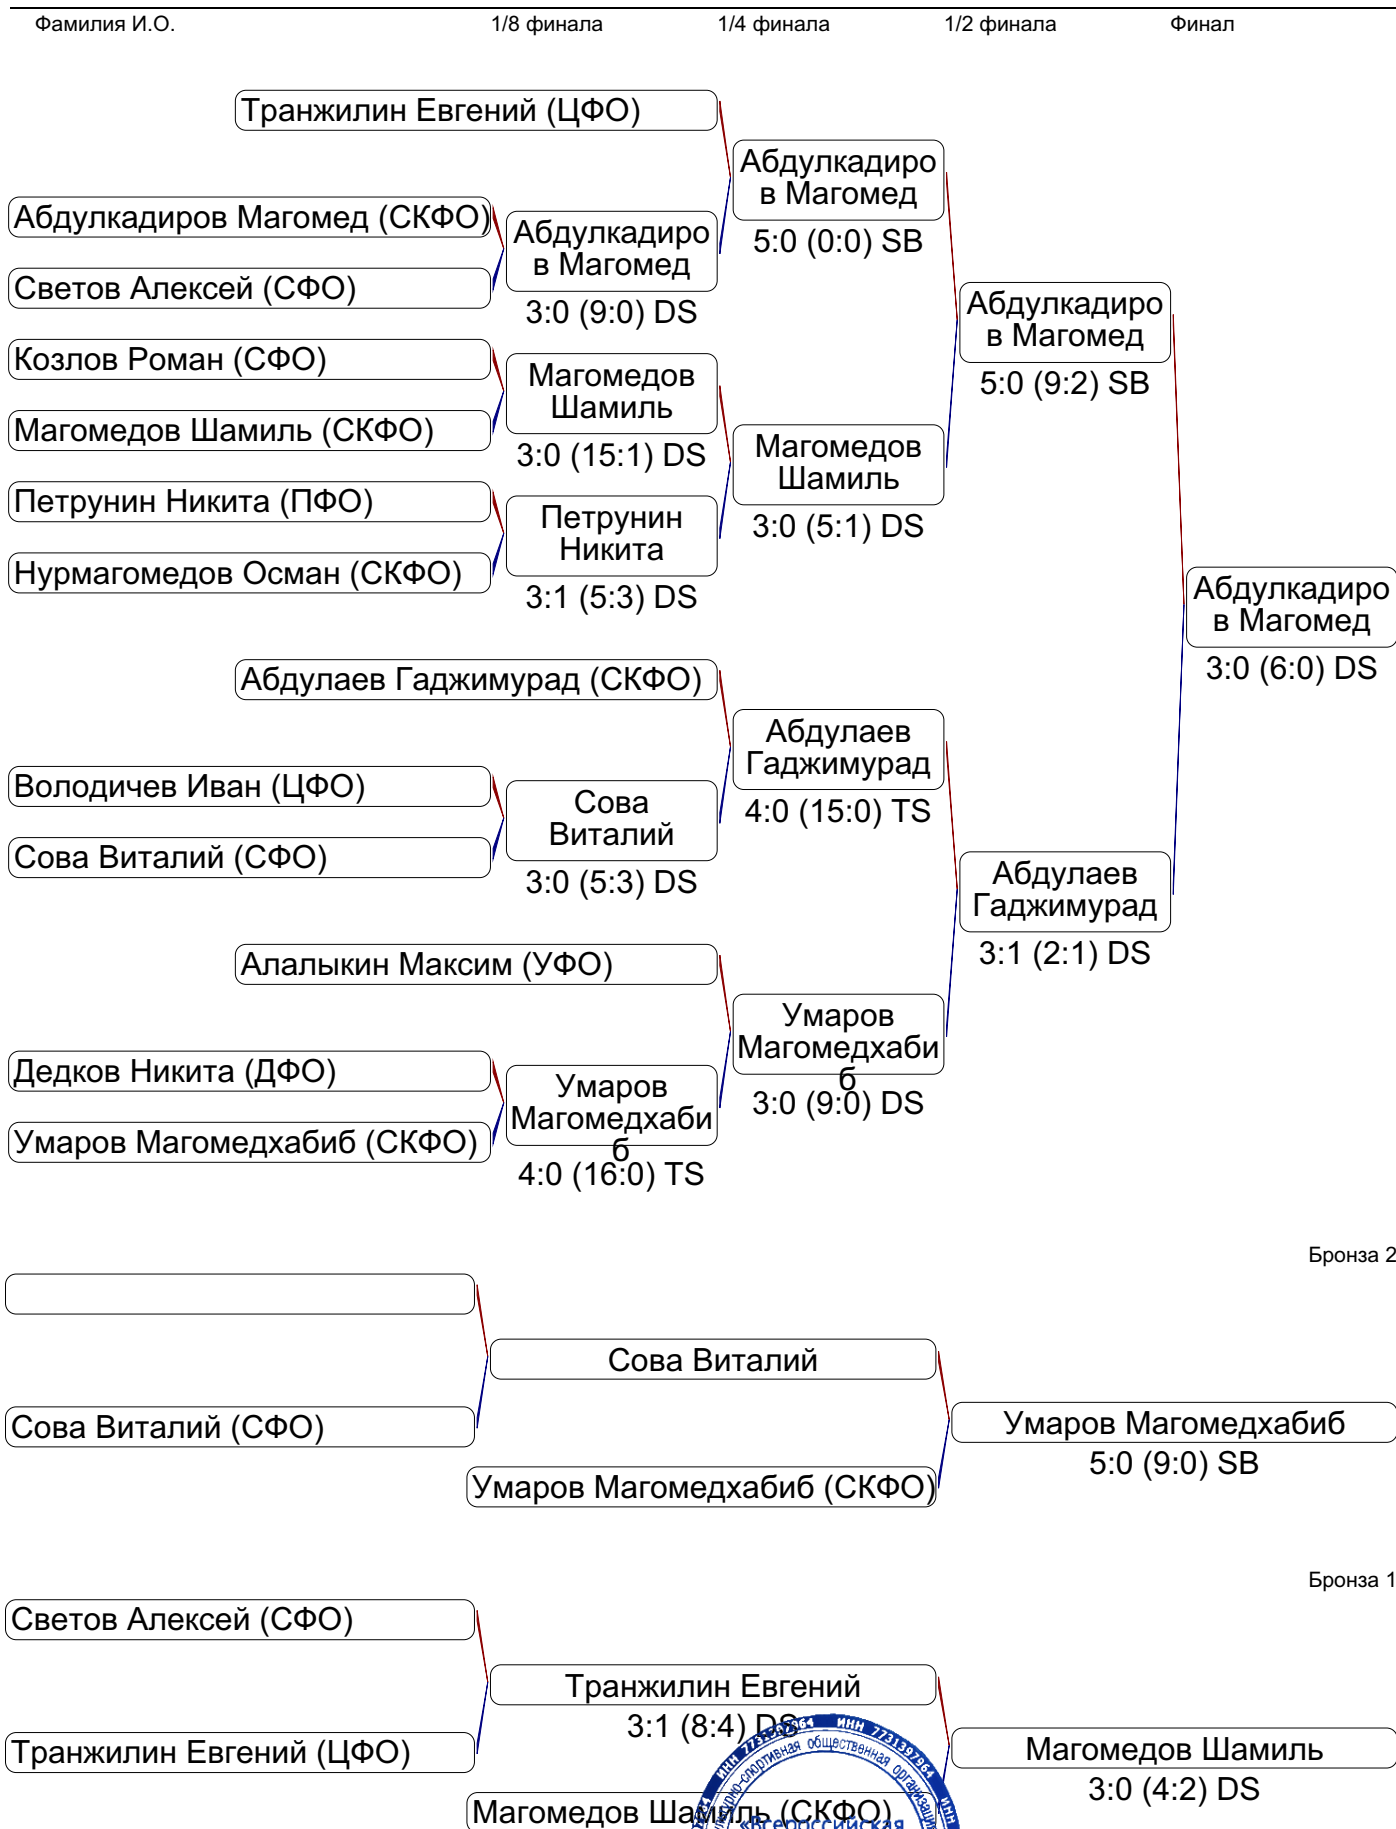 Фамилия И.О. 1/8 финала 1/4 финала 1/2 финала Финал
Транжилин Евгений (ЦФО)
Абдулкадиро
в Магомед
5:0 (0:0) SB
Абдулкадиров Магомед (СКФО)
Светов Алексей (СФО)
Абдулкадиро
в Магомед
3:0 (9:0) DS
Абдулкадиро
в Магомед
5:0 (9:2) SB
Козлов Роман (СФО)
Магомедов Шамиль (СКФО)
Магомедов
Шамиль
3:0 (15:1) DS
Магомедов
Шамиль
3:0 (5:1) DS
Петрунин Никита (ПФО)
Нурмагомедов Осман (СКФО)
Петрунин
Никита
3:1 (5:3) DS
Абдулкадиро
в Магомед
3:0 (6:0) DS
Абдулаев Гаджимурад (СКФО)
Абдулаев
Гаджимурад
4:0 (15:0) TS
Володичев Иван (ЦФО)
Сова Виталий (СФО)
Сова
Виталий
3:0 (5:3) DS
Абдулаев
Гаджимурад
3:1 (2:1) DS
Алалыкин Максим (УФО)
Умаров
Магомедхаби
б
3:0 (9:0) DS
Дедков Никита (ДФО)
Умаров Магомедхабиб (СКФО)
Умаров
Магомедхаби
б
4:0 (16:0) TS
Бронза 2
Сова Виталий
Сова Виталий (СФО)
Умаров Магомедхабиб
5:0 (9:0) SB
Умаров Магомедхабиб (СКФО)
Бронза 1
Светов Алексей (СФО)
Транжилин Евгений
3:1 (8:4) DS
Транжилин Евгений (ЦФО)
Магомедов Шамиль
3:0 (4:2) DS
Магомедов Шамиль (СКФО)
ИНН 7731397964
общественная организация
«Всероссийская